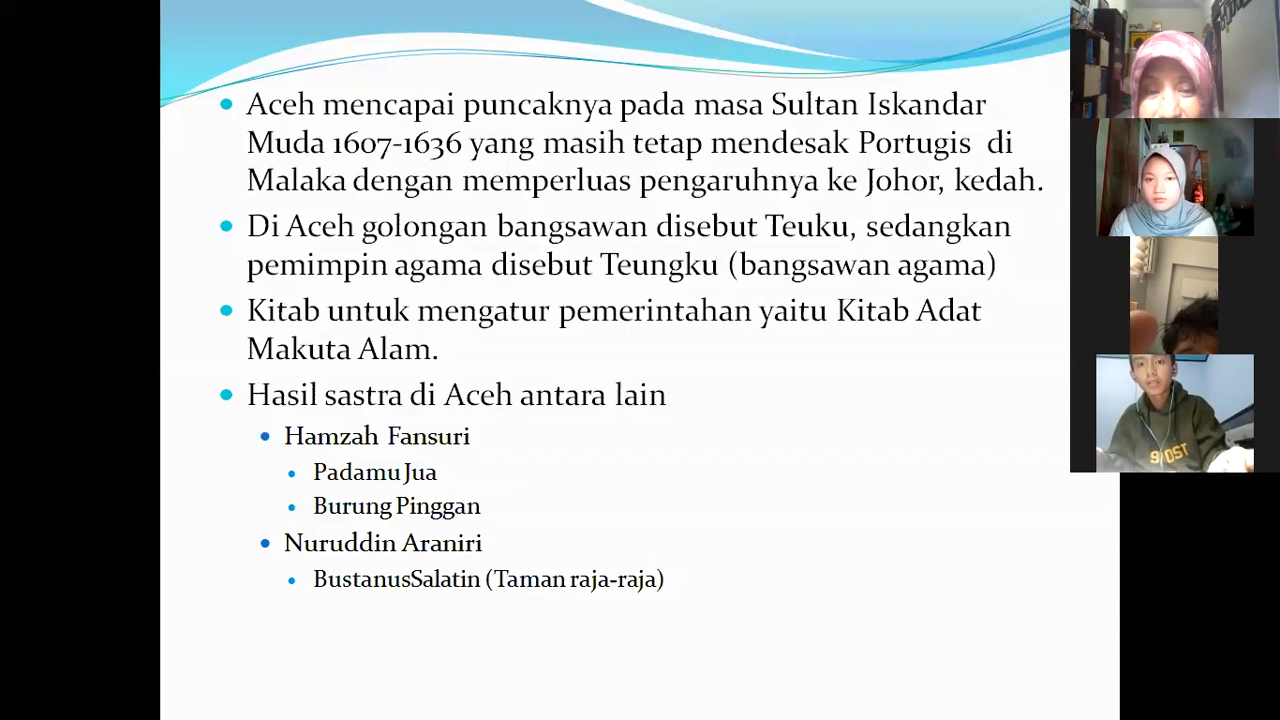 Aceh mencapai puncaknya pada masa Sultan Iskandar
Muda 1607-1636 yang masih tetap mendesak Portugis di
Malaka dengan memperluas pengaruhnya ke Johor, kedah.
Di Aceh golongan bangsawan disebut Teuku, sedangkan
pemimpin agama disebut Teungku (bangsawan agama)
Kitab untuk mengatur pemerintahan yaitu Kitab Adat
Makuta Alam.
Hasil sastra di Aceh antara lain
Hamzah Fansuri
Padamu Jua
Burung Pinggan
Nuruddin Araniri
BustanusSalatin (Taman raja-raja)